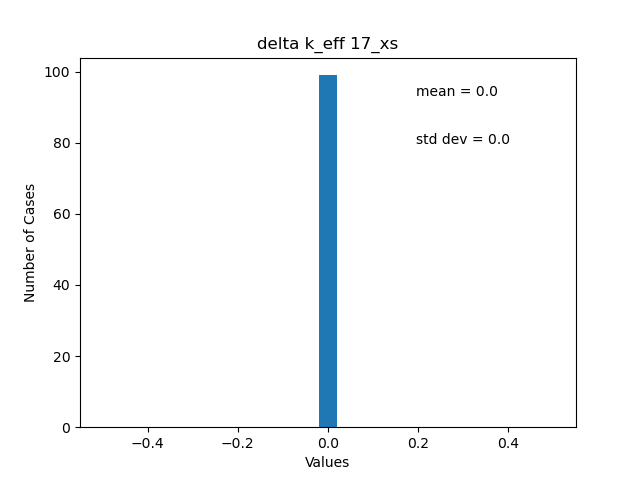 delta k_eff 17_xs
100
mean = 0.0
80
std dev = 0.0
60
Number of Cases
40
20
0
−0.4 −0.2 0.0 0.2 0.4
Values